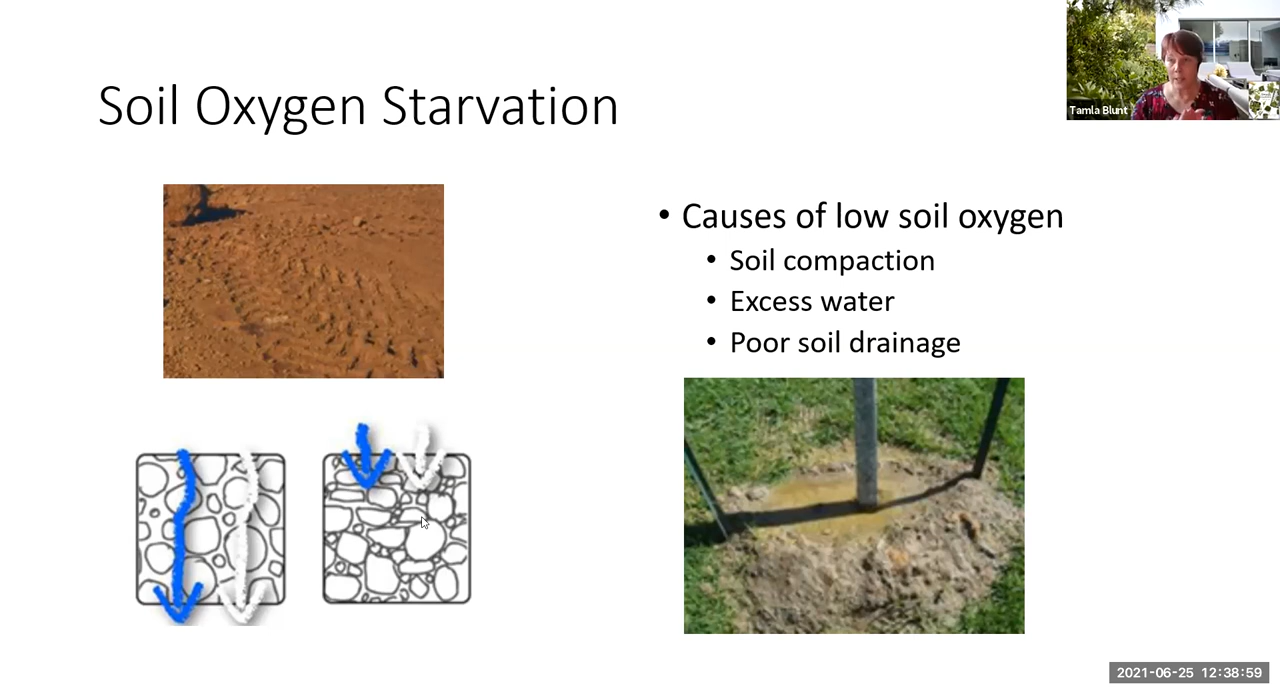 Soil Oxygen Starvation
Tamla Blunt
• Causes of low soil oxygen
• Soil compaction
• Excess water
• Poor soil drainage
2021-06-25 12:38:59